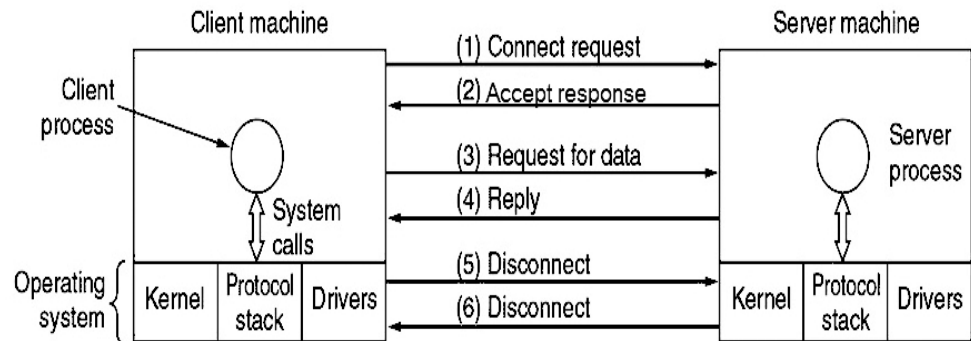 Client machine
Server machine
(1) Connect request
(2) Accept response
Client
process
(3) Request for data
Server
process
(4) Reply
System
calls
(5) Disconnect
Operating
system
Kernel
Protocol
stack
Drivers
Kernel
Protocol
stack
Drivers
(6) Disconnect